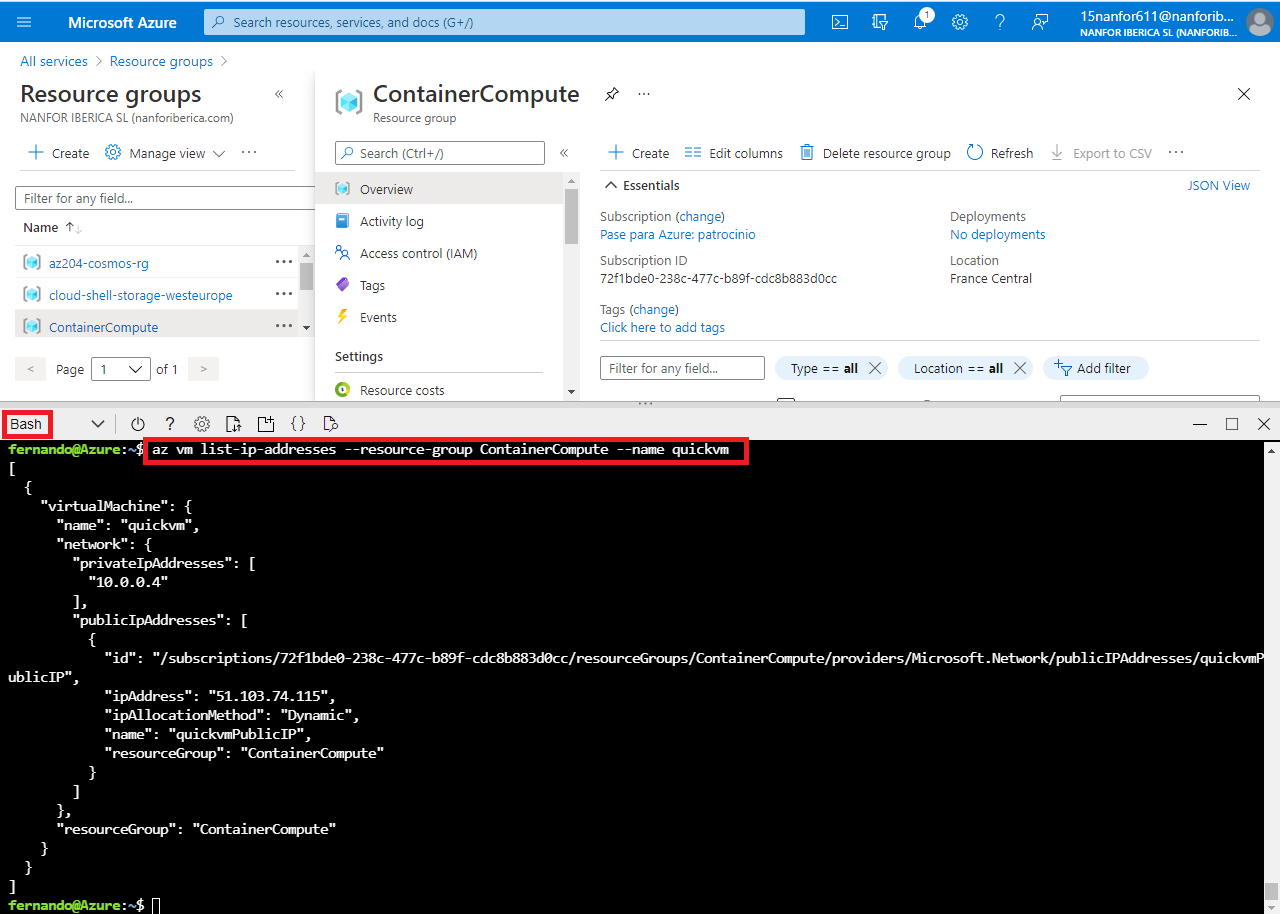 Microsoft Azure
Search resources, services, and docs (G+/)
1
15nanfor611@nanforib...
NANFOR IBERICA SL (NANFORIB...
All services > Resource groups >
Resource groups
NANFOR IBERICA SL (nanforiberica.com)
Create
Manage view
Filter for any field...
Name
az204-cosmos-rg
cloud-shell-storage-westeurope
ContainerCompute
< Page 1 of 1 >
ContainerCompute
Resource group
Search (Ctrl+/)
Overview
Activity log
Access control (IAM)
Tags
Events
Settings
Resource costs
Create
Edit columns
Delete resource group
Refresh
Export to CSV
Essentials
JSON View
Subscription (change)
Pase para Azure: patrocinio
Subscription ID
72f1bde0-238c-477c-b89f-cdc8b883d0cc
Tags (change)
Click here to add tags
Deployments
No deployments
Location
France Central
Filter for any field...
Type == all
Location == all
Add filter
Bash
fernando@Azure:~$ az vm list-ip-addresses --resource-group ContainerCompute --name quickvm
[
{
"virtualMachine": {
"name": "quickvm",
"network": {
"privateIpAddresses": [
"10.0.0.4"
],
"publicIpAddresses": [
{
"id": "/subscriptions/72f1bde0-238c-477c-b89f-cdc8b883d0cc/resourceGroups/ContainerCompute/providers/Microsoft.Network/publicIPAddresses/quickvmP
ublicIP",
"ipAddress": "51.103.74.115",
"ipAllocationMethod": "Dynamic",
"name": "quickvmPublicIP",
"resourceGroup": "ContainerCompute"
}
]
},
"resourceGroup": "ContainerCompute"
}
}
]
fernando@Azure:~$